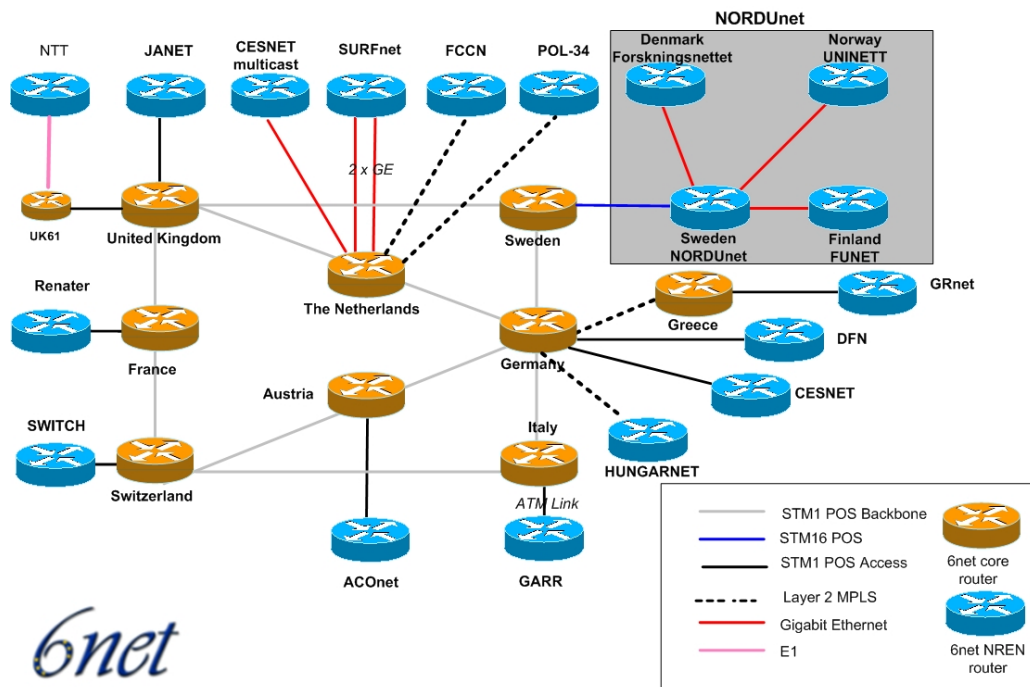 NORDUnet
NTT
JANET
CESNET
multicast
SURFnet
FCCN
POL-34
Denmark
Forskningsnettet
Norway
UNINETT
2 x GE
UK61
United Kingdom
Sweden
Sweden
NORDUnet
Finland
FUNET
Renater
The Netherlands
Greece
GRnet
DFN
France
Germany
Austria
CESNET
SWITCH
Italy
HUNGARNET
Switzerland
ATM Link
ACOnet
GARR
STM1 POS Backbone
STM16 POS
STM1 POS Access
Layer 2 MPLS
Gigabit Ethernet
E1
6net core
router
6net NREN
router
6net